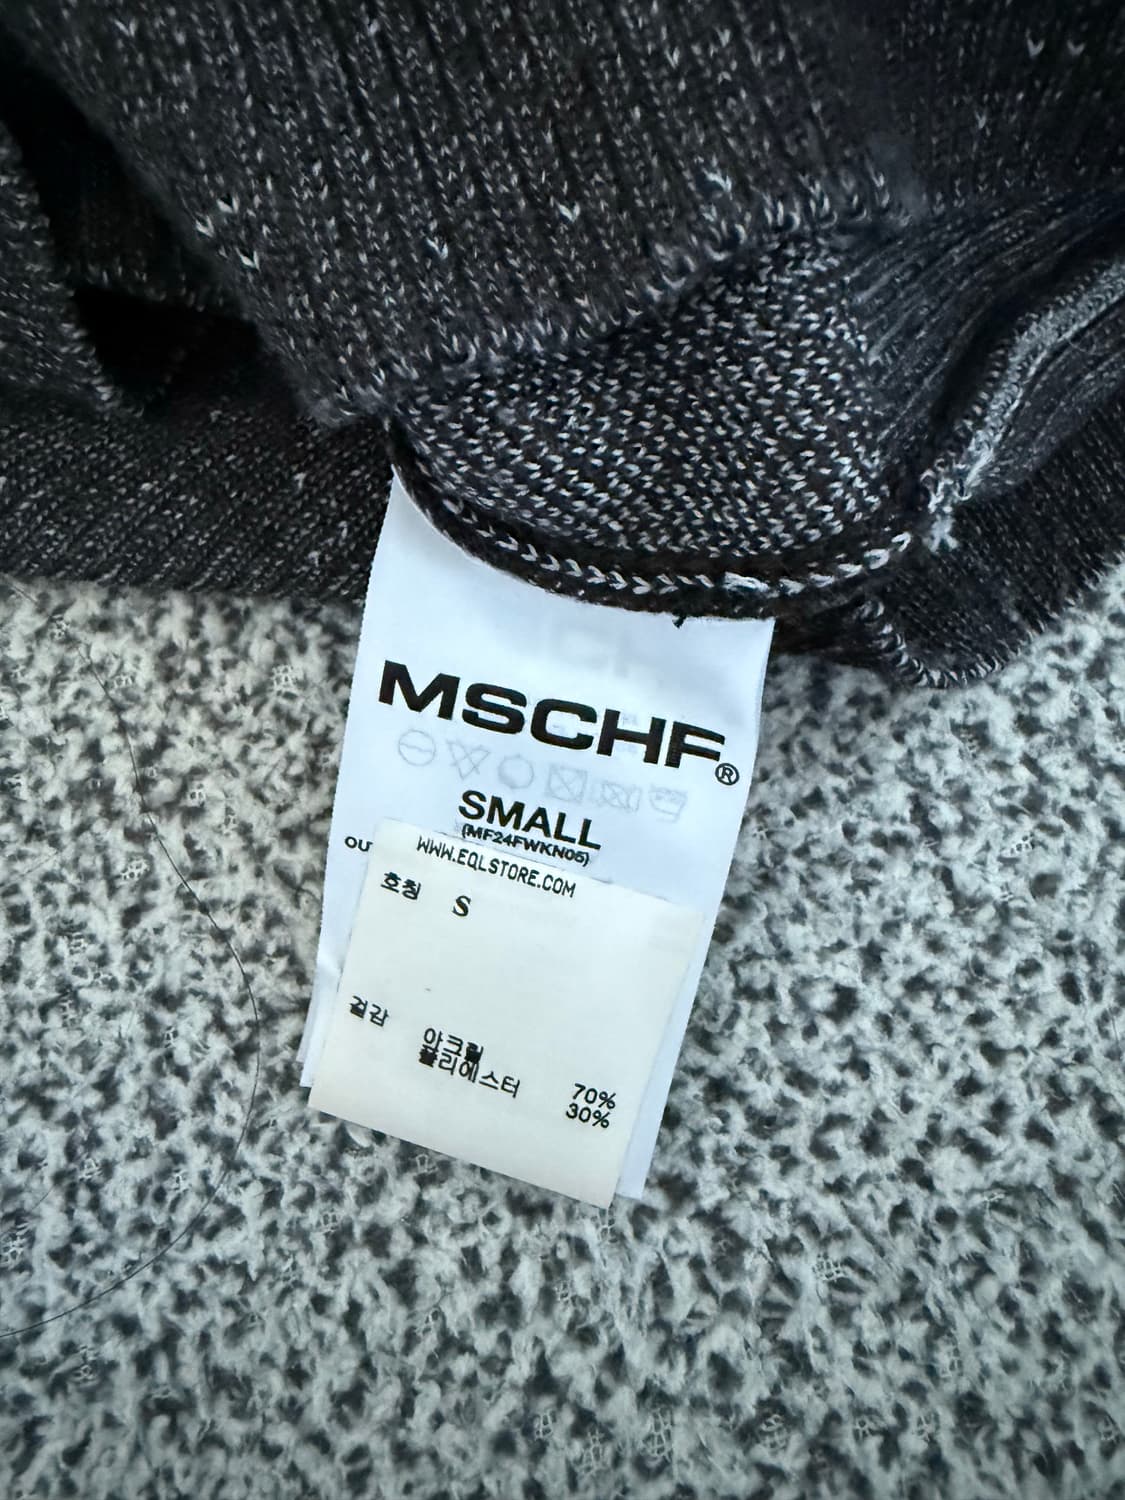 MSCHF®
SMALL
(MF24FWKN05)
OU
WWW.EQLSTORE.COM
호칭 S
겉감 아크릴 70%
폴리에스터 30%